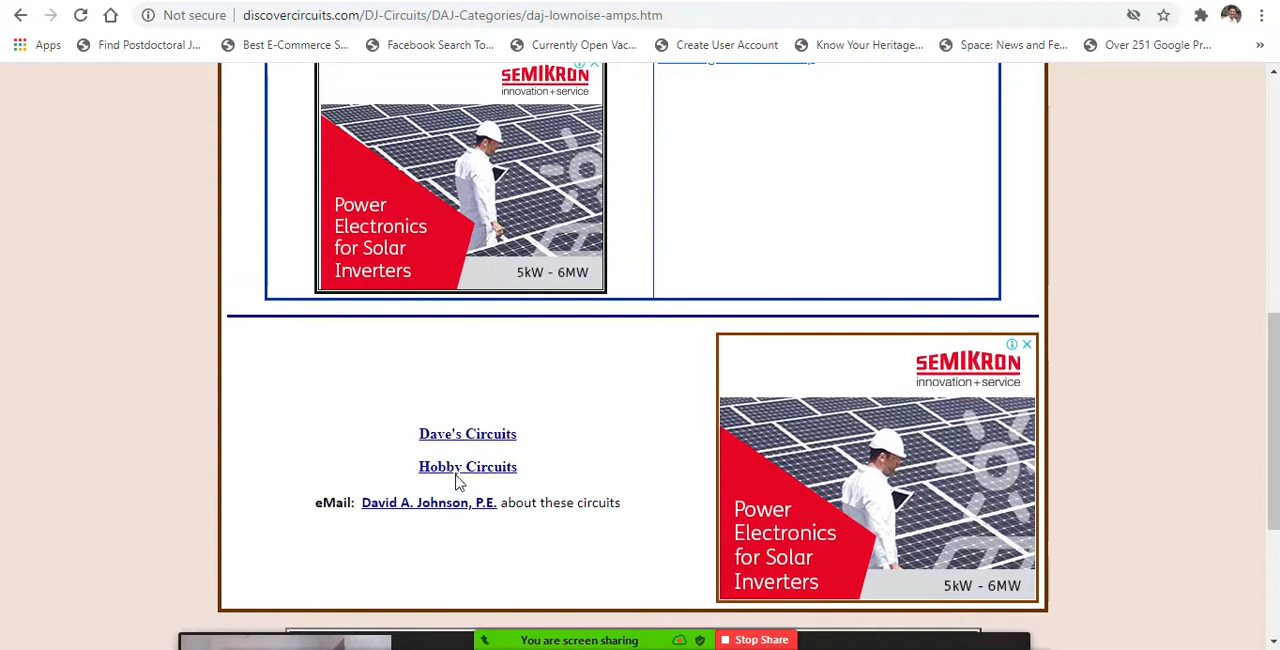 Not secure
discovercircuits.com/DJ-Circuits/DAJ-Categories/daj-lownoise-amps.htm
Apps
Find Postdoctoral J...
Best E-Commerce S...
Facebook Search To...
Currently Open Vac...
Create User Account
Know Your Heritage...
Space: News and Fe...
Over 251 Google Pr...
»
SEMIKRON
innovation+service
Power
Electronics
for Solar
Inverters
5kW - 6MW
SEMIKRON
innovation+service
Power
Electronics
for Solar
Inverters
5kW - 6MW
Dave's Circuits
Hobby Circuits
eMail: David A. Johnson, P.E. about these circuits
You are screen sharing
Stop Share